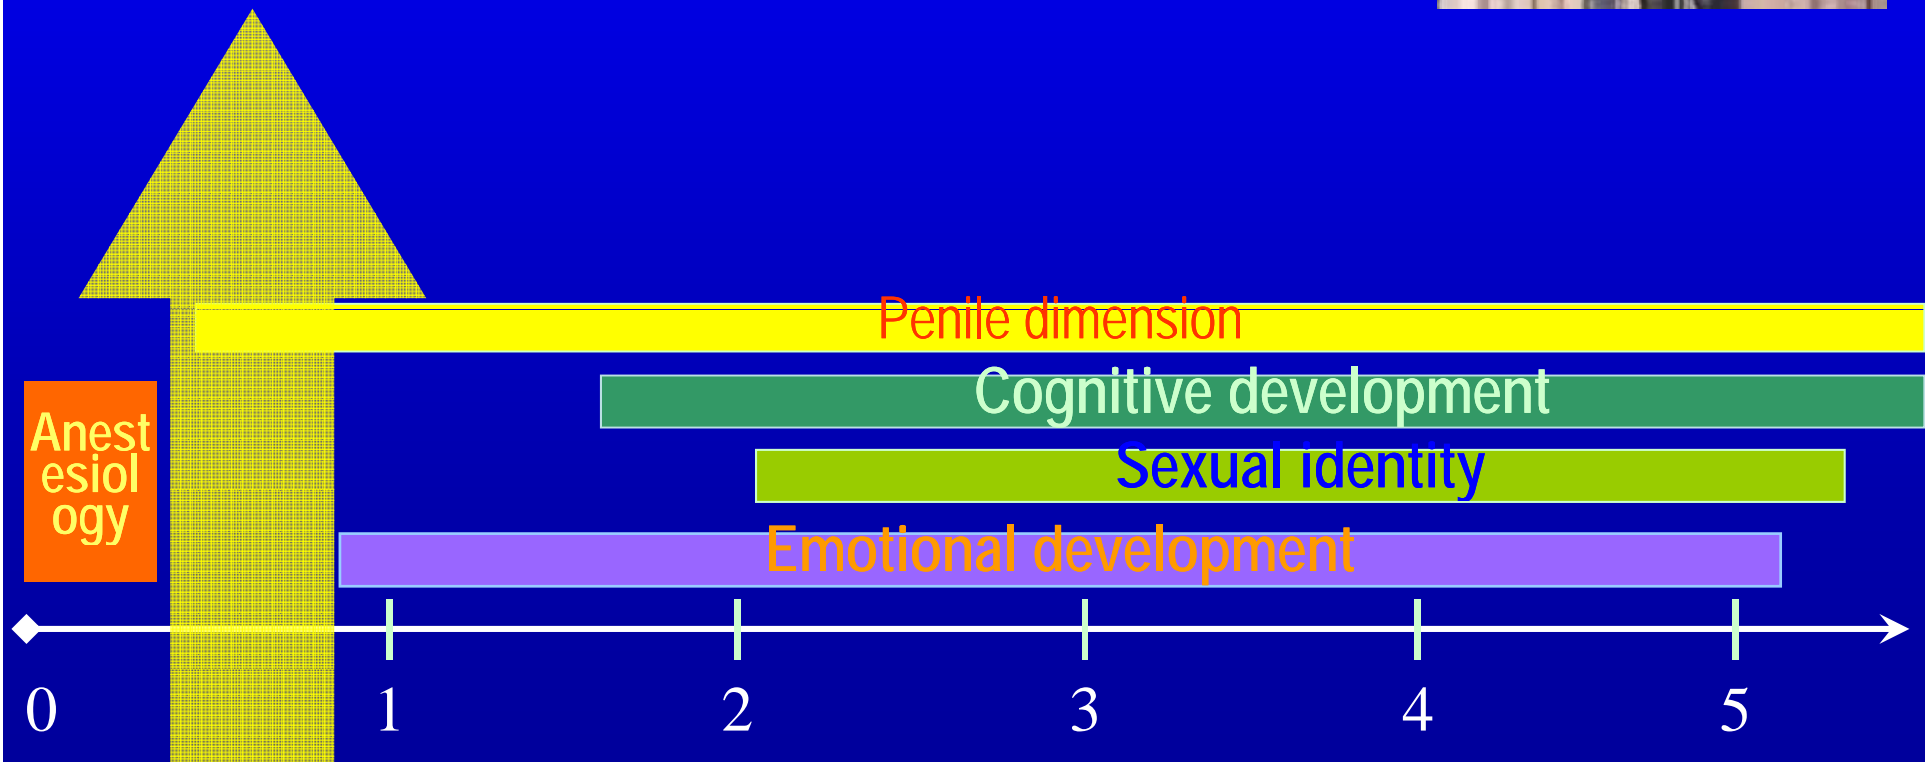 Penile dimension
Cognitive development
Anest
esiol
ogy
Sexual identity
Emotional development
0 1 2 3 4 5